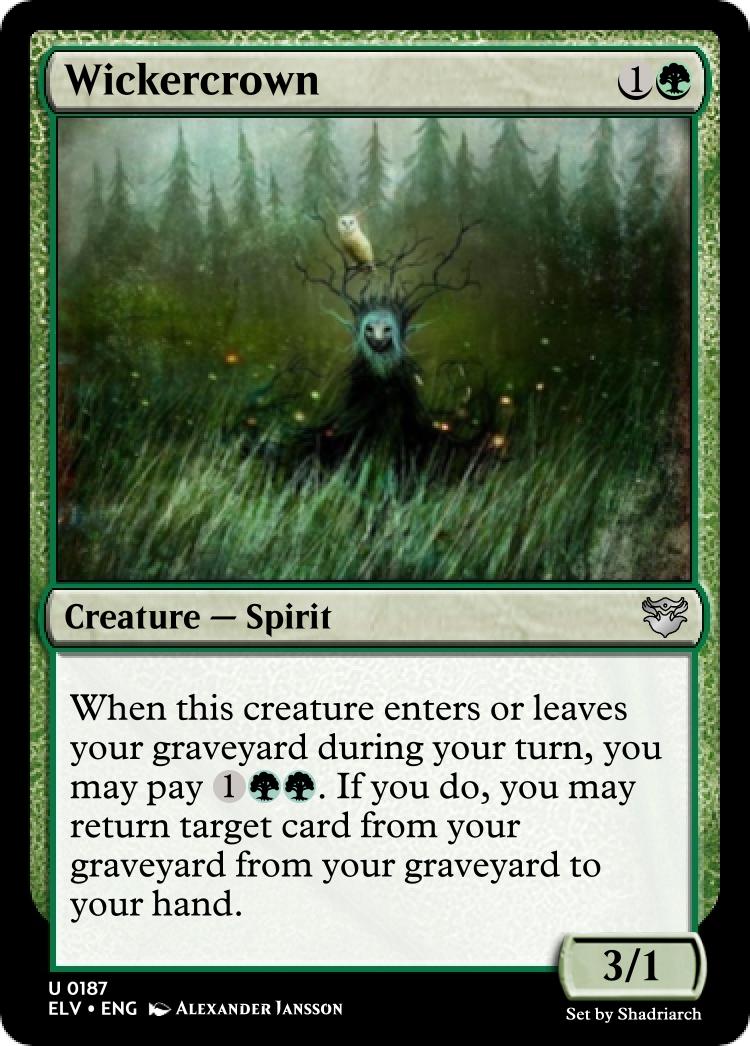 Wickercrown
1
Creature — Spirit
When this creature enters or leaves
your graveyard during your turn, you
may pay 1. If you do, you may
return target card from your
graveyard from your graveyard to
your hand.
3/1
U 0187
ELV • ENG Alexander Jansson
Set by Shadriarch